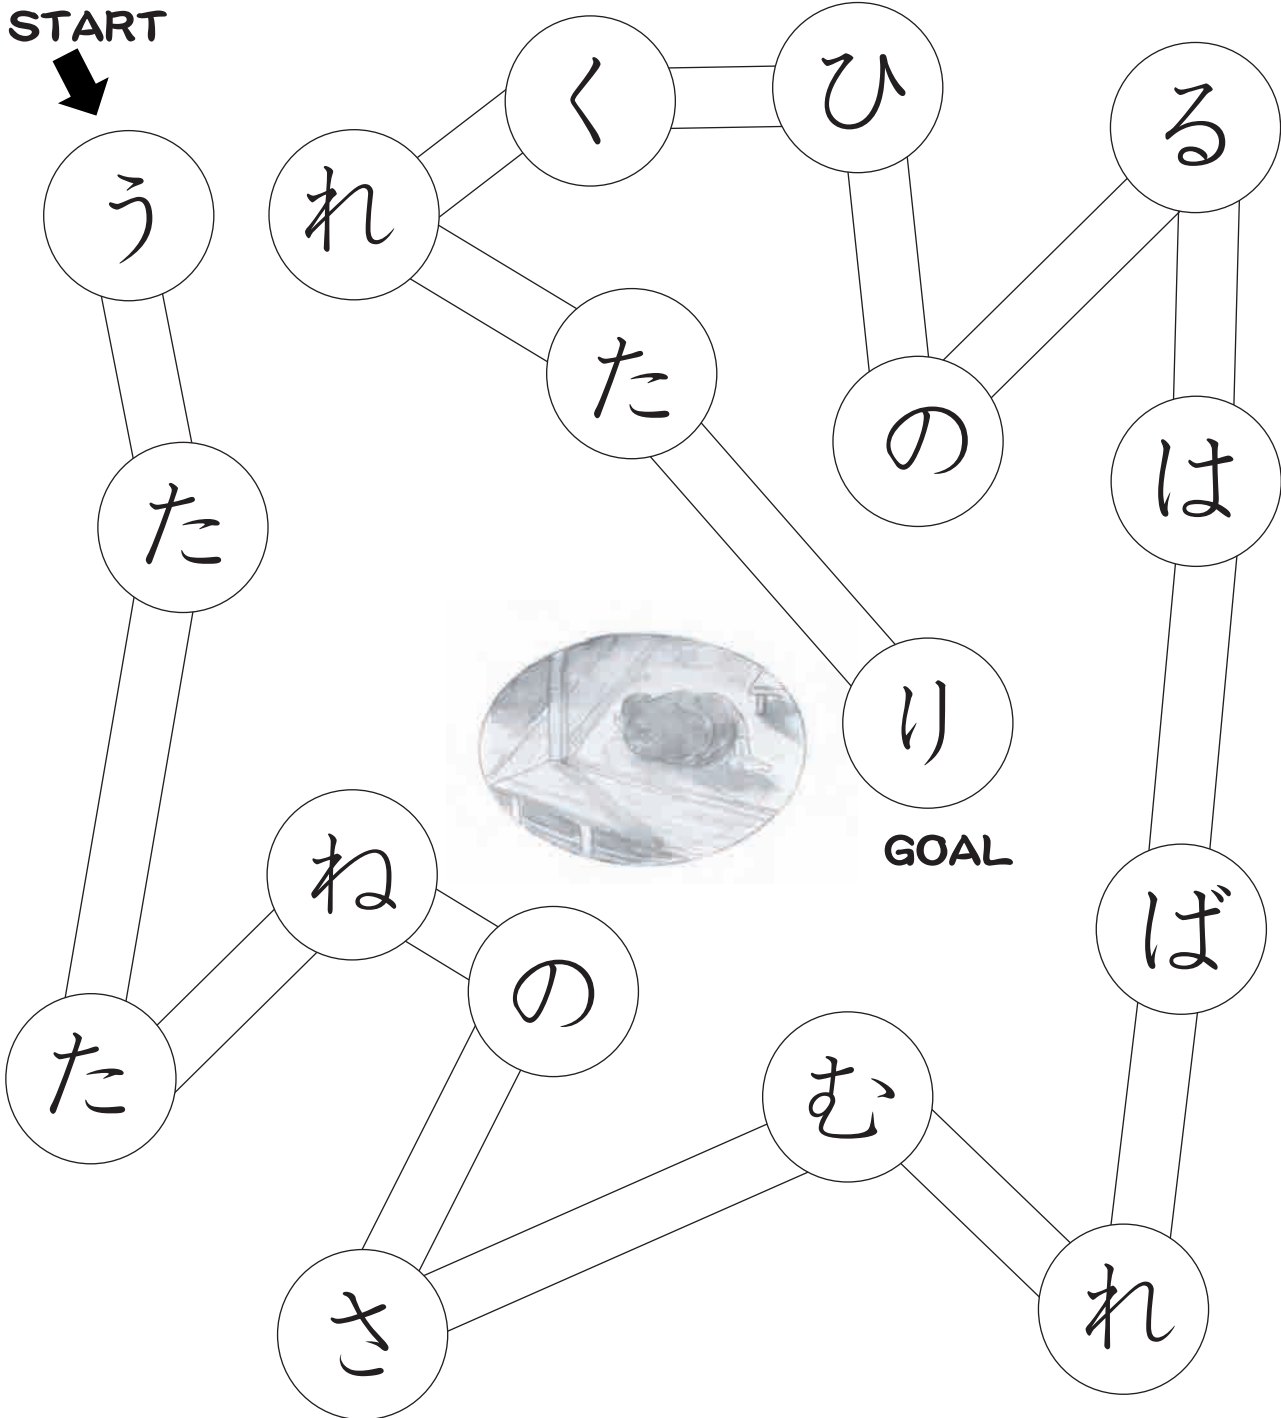 START
う
た
た
ね
の
さ
む
れ
ば
は
る
の
ひ
く
れ
た
り
GOAL